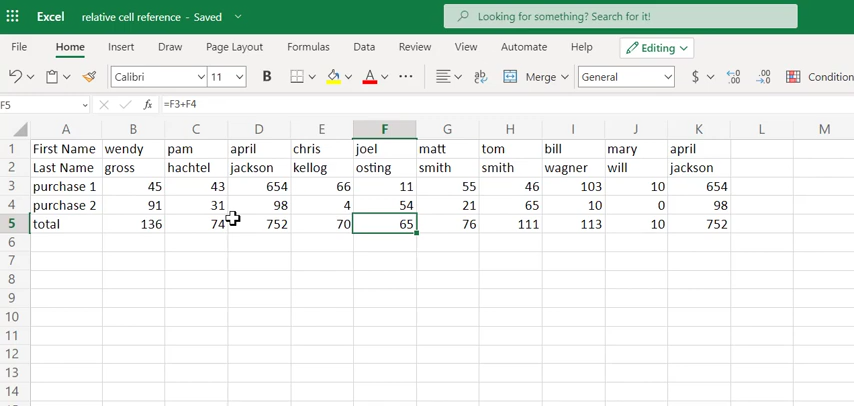 Excel relative cell reference - Saved Looking for something? Search for it!
File Home Insert Draw Page Layout Formulas Data Review View Automate Help Editing
Calibri 11 B A ab Merge General $ .00 .00 Condition
F5 fx =F3+F4
A B C D E F G H I J K L M
1 First Name wendy pam april chris joel matt tom bill mary april
2 Last Name gross hachtel jackson kellog osting smith smith wagner will jackson
3 purchase 1 45 43 654 66 11 55 46 103 10 654
4 purchase 2 91 31 98 4 54 21 65 10 0 98
5 total 136 74 752 70 65 76 111 113 10 752
6
7
8
9
10
11
12
13
14